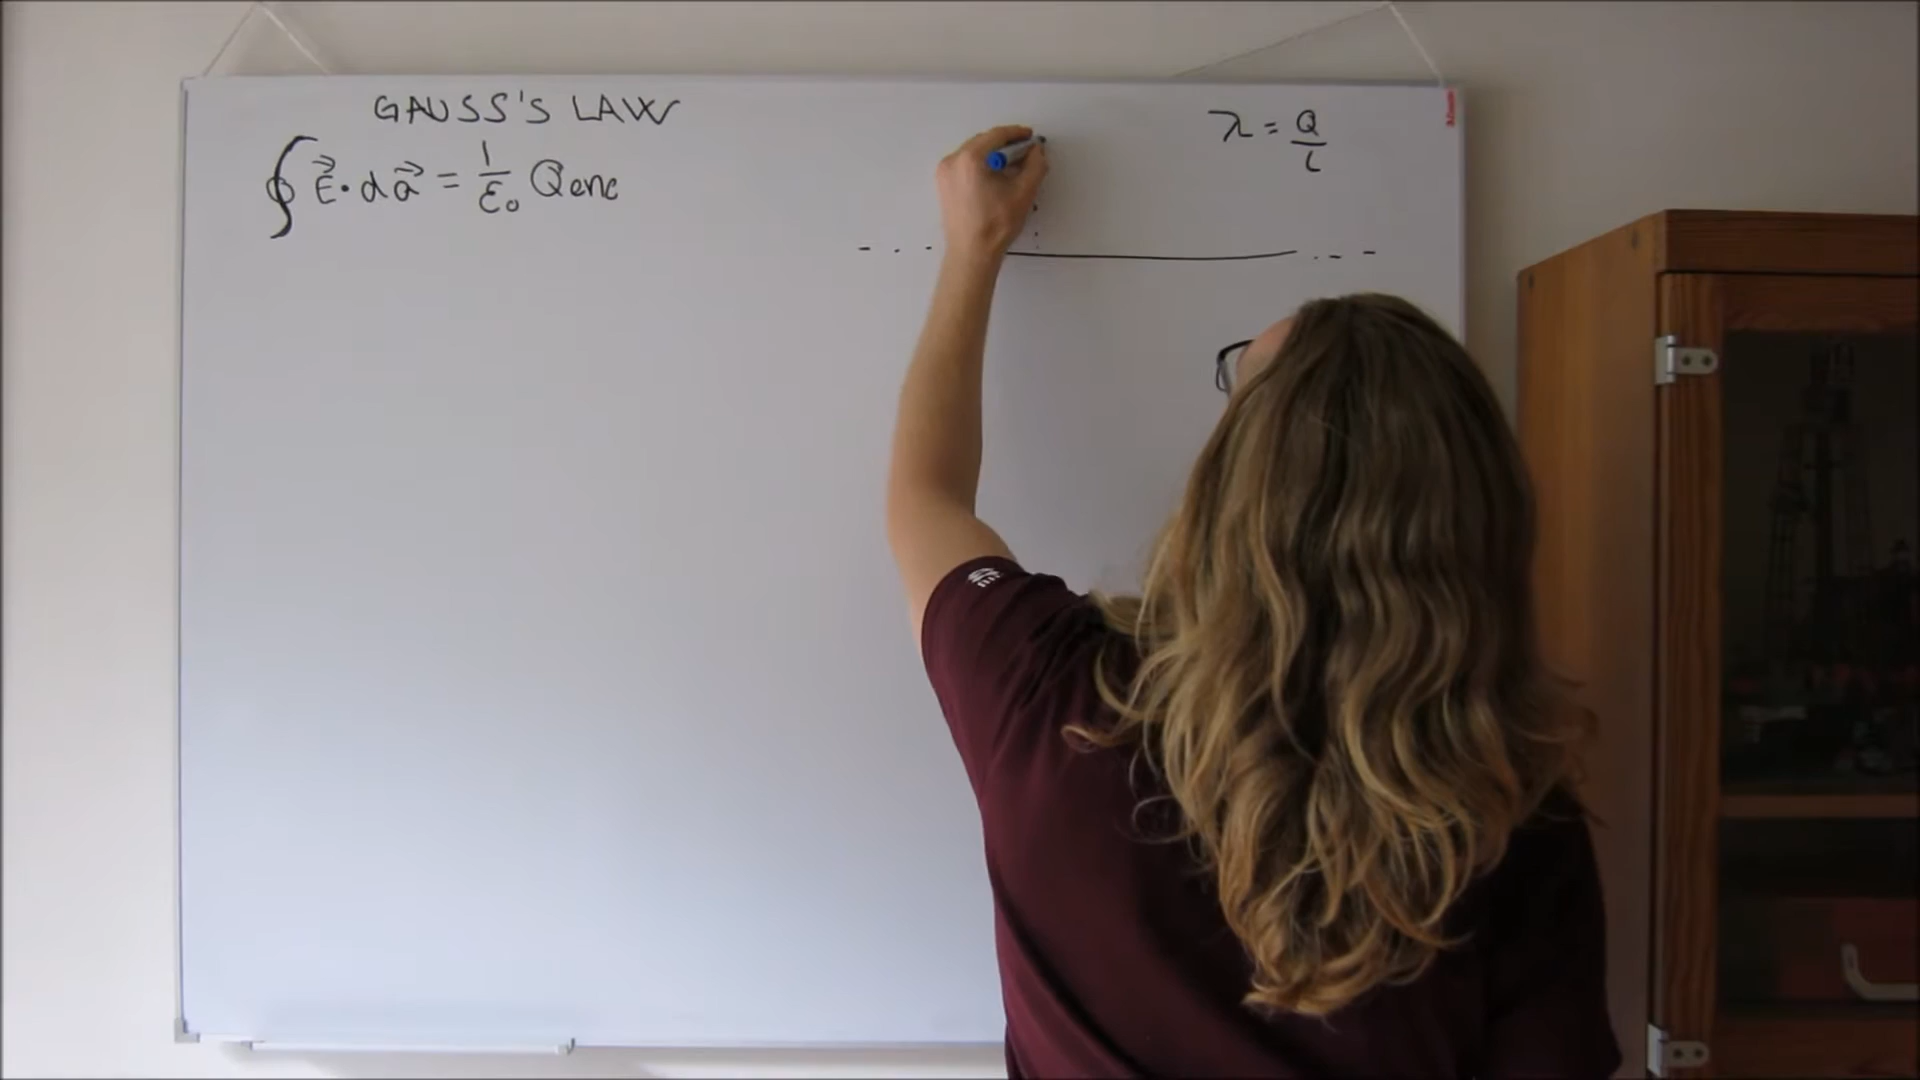 GAUSS'S LAW
∮ E⃗ · da⃗ = 1/ε₀ Qenc
λ = Q/L